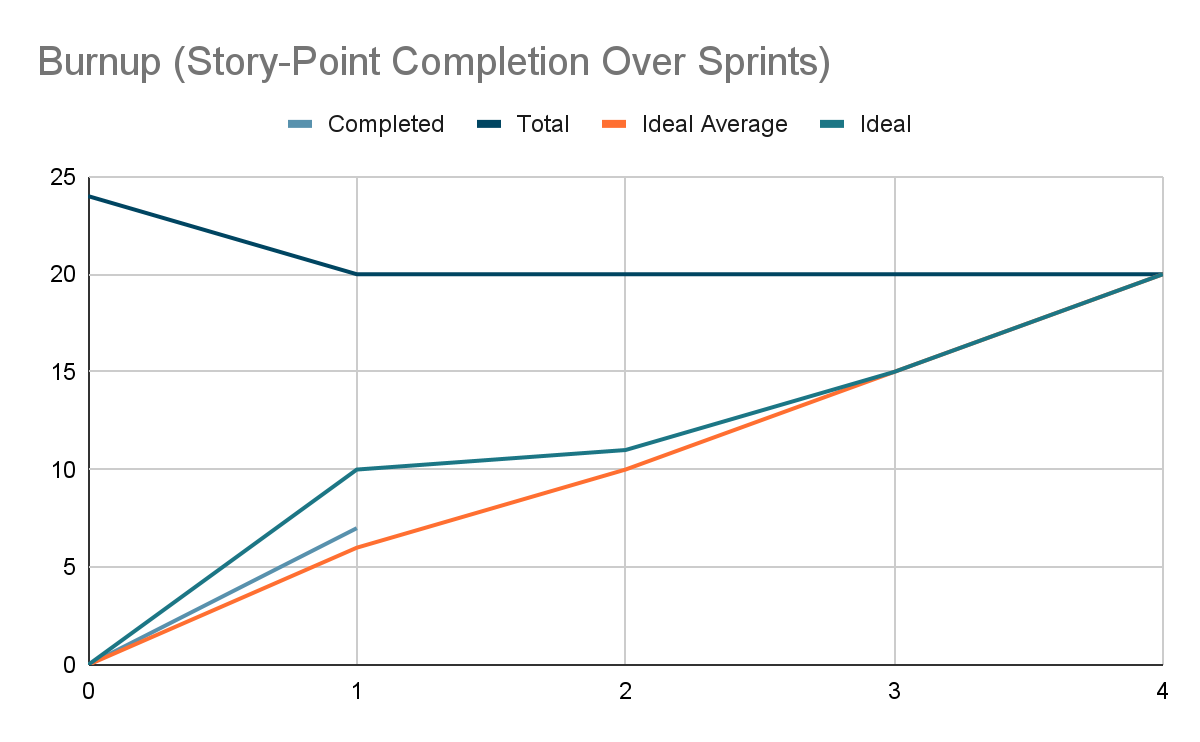 Burnup (Story-Point Completion Over Sprints)
Completed Total Ideal Average Ideal
25
20
15
10
5
0
0 1 2 3 4